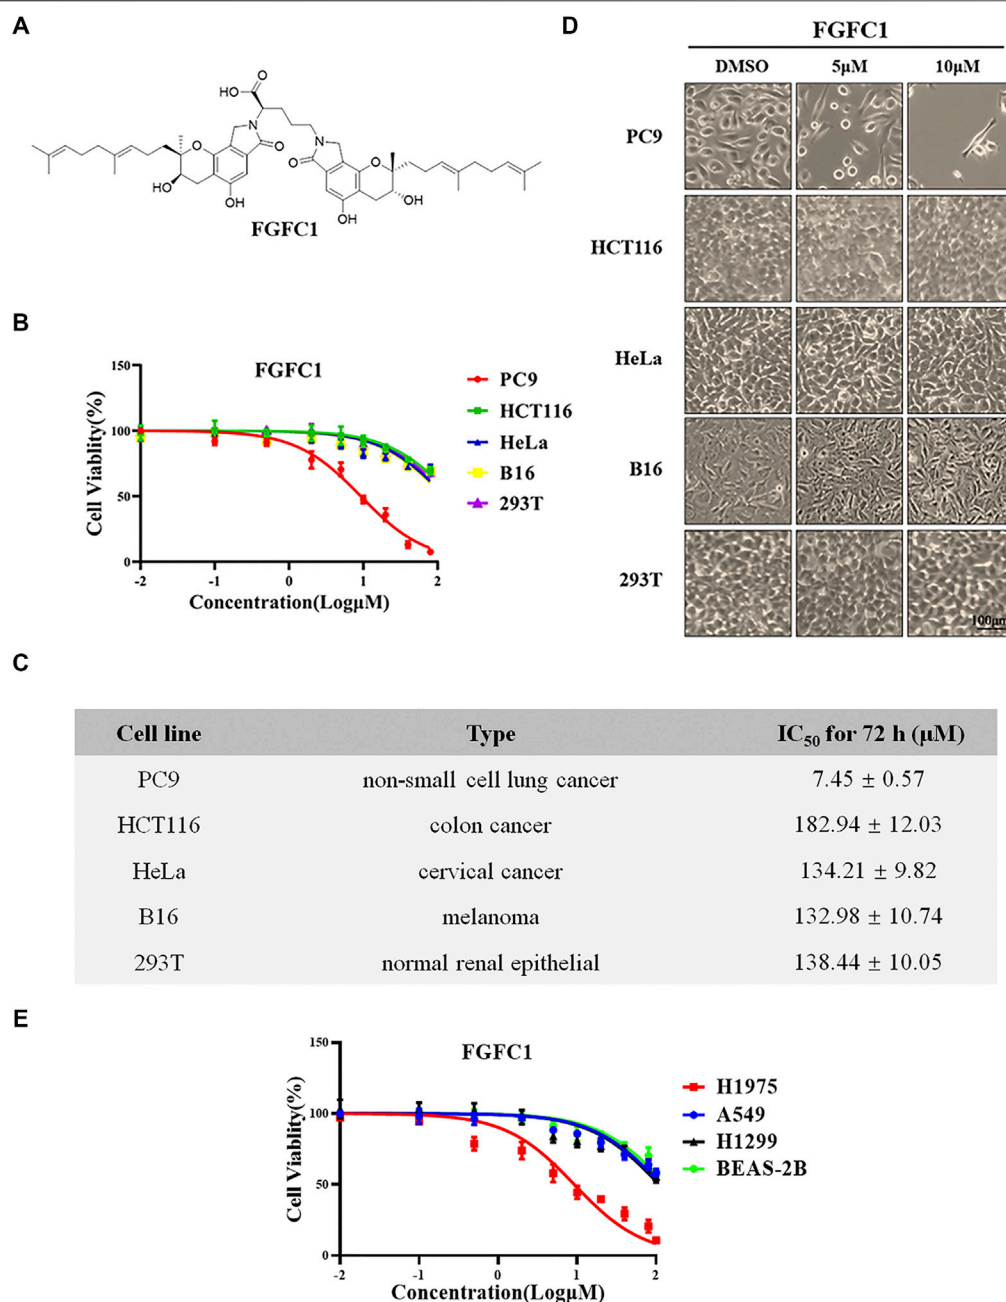 A
HO
O
N
O
O
HO
OH
FGFC1
N
O
O
OH
OH
B
FGFC1
Cell Viablity(%)
150
100
50
0
-2
-1
0
1
2
Concentration(LogμM)
PC9
HCT116
HeLa
B16
293T
D
FGFC1
DMSO
5μM
10μM
PC9
HCT116
HeLa
B16
293T
100μm
C
Cell line Type IC50 for 72 h (μM)
PC9 non-small cell lung cancer 7.45 ± 0.57
HCT116 colon cancer 182.94 ± 12.03
HeLa cervical cancer 134.21 ± 9.82
B16 melanoma 132.98 ± 10.74
293T normal renal epithelial 138.44 ± 10.05
E
FGFC1
Cell Viablity(%)
150
100
50
0
-2
-1
0
1
2
Concentration(LogμM)
H1975
A549
H1299
BEAS-2B